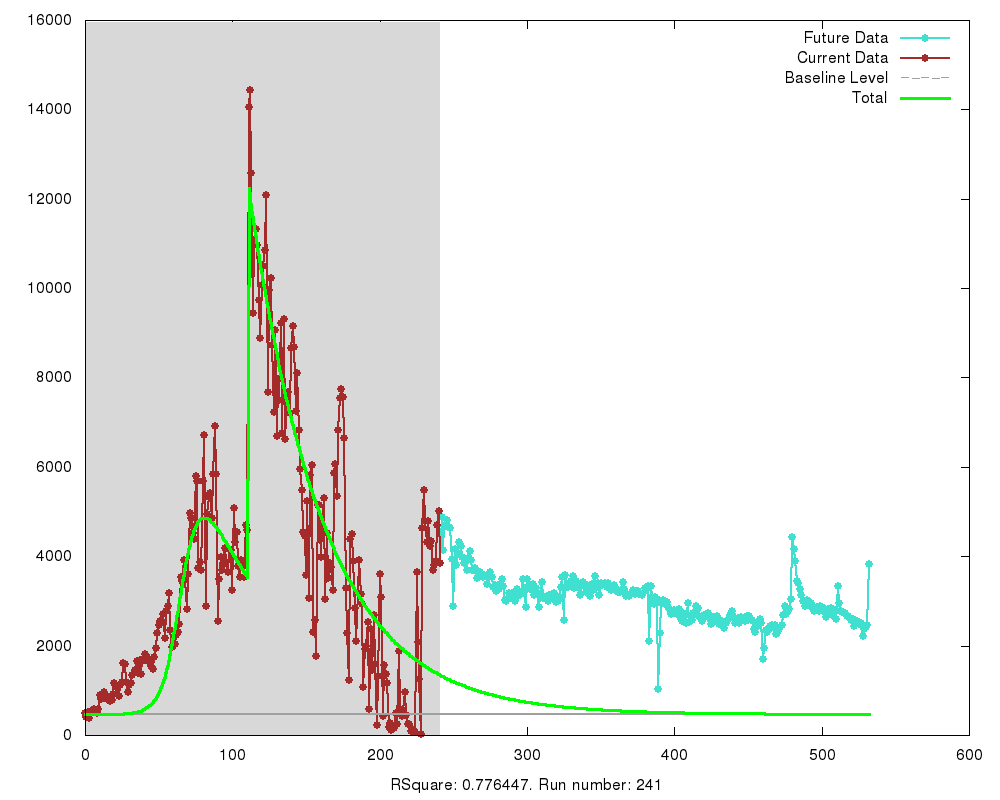 16000
14000
12000
10000
8000
6000
4000
2000
0
Future Data
Current Data
Baseline Level
Total
0 100 200 300 400 500 600
RSquare: 0.776447. Run number: 241